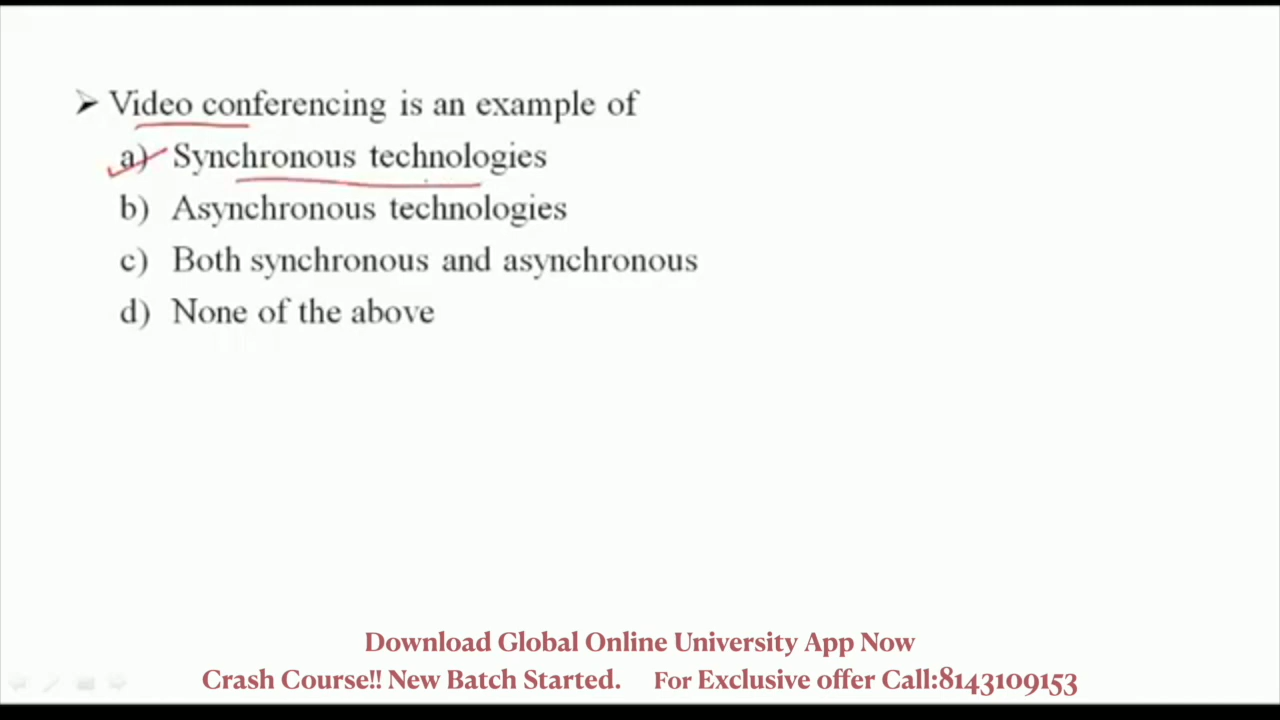 ➢ Video conferencing is an example of
a) Synchronous technologies
b) Asynchronous technologies
c) Both synchronous and asynchronous
d) None of the above
Download Global Online University App Now
Crash Course!! New Batch Started. For Exclusive offer Call:8143109153